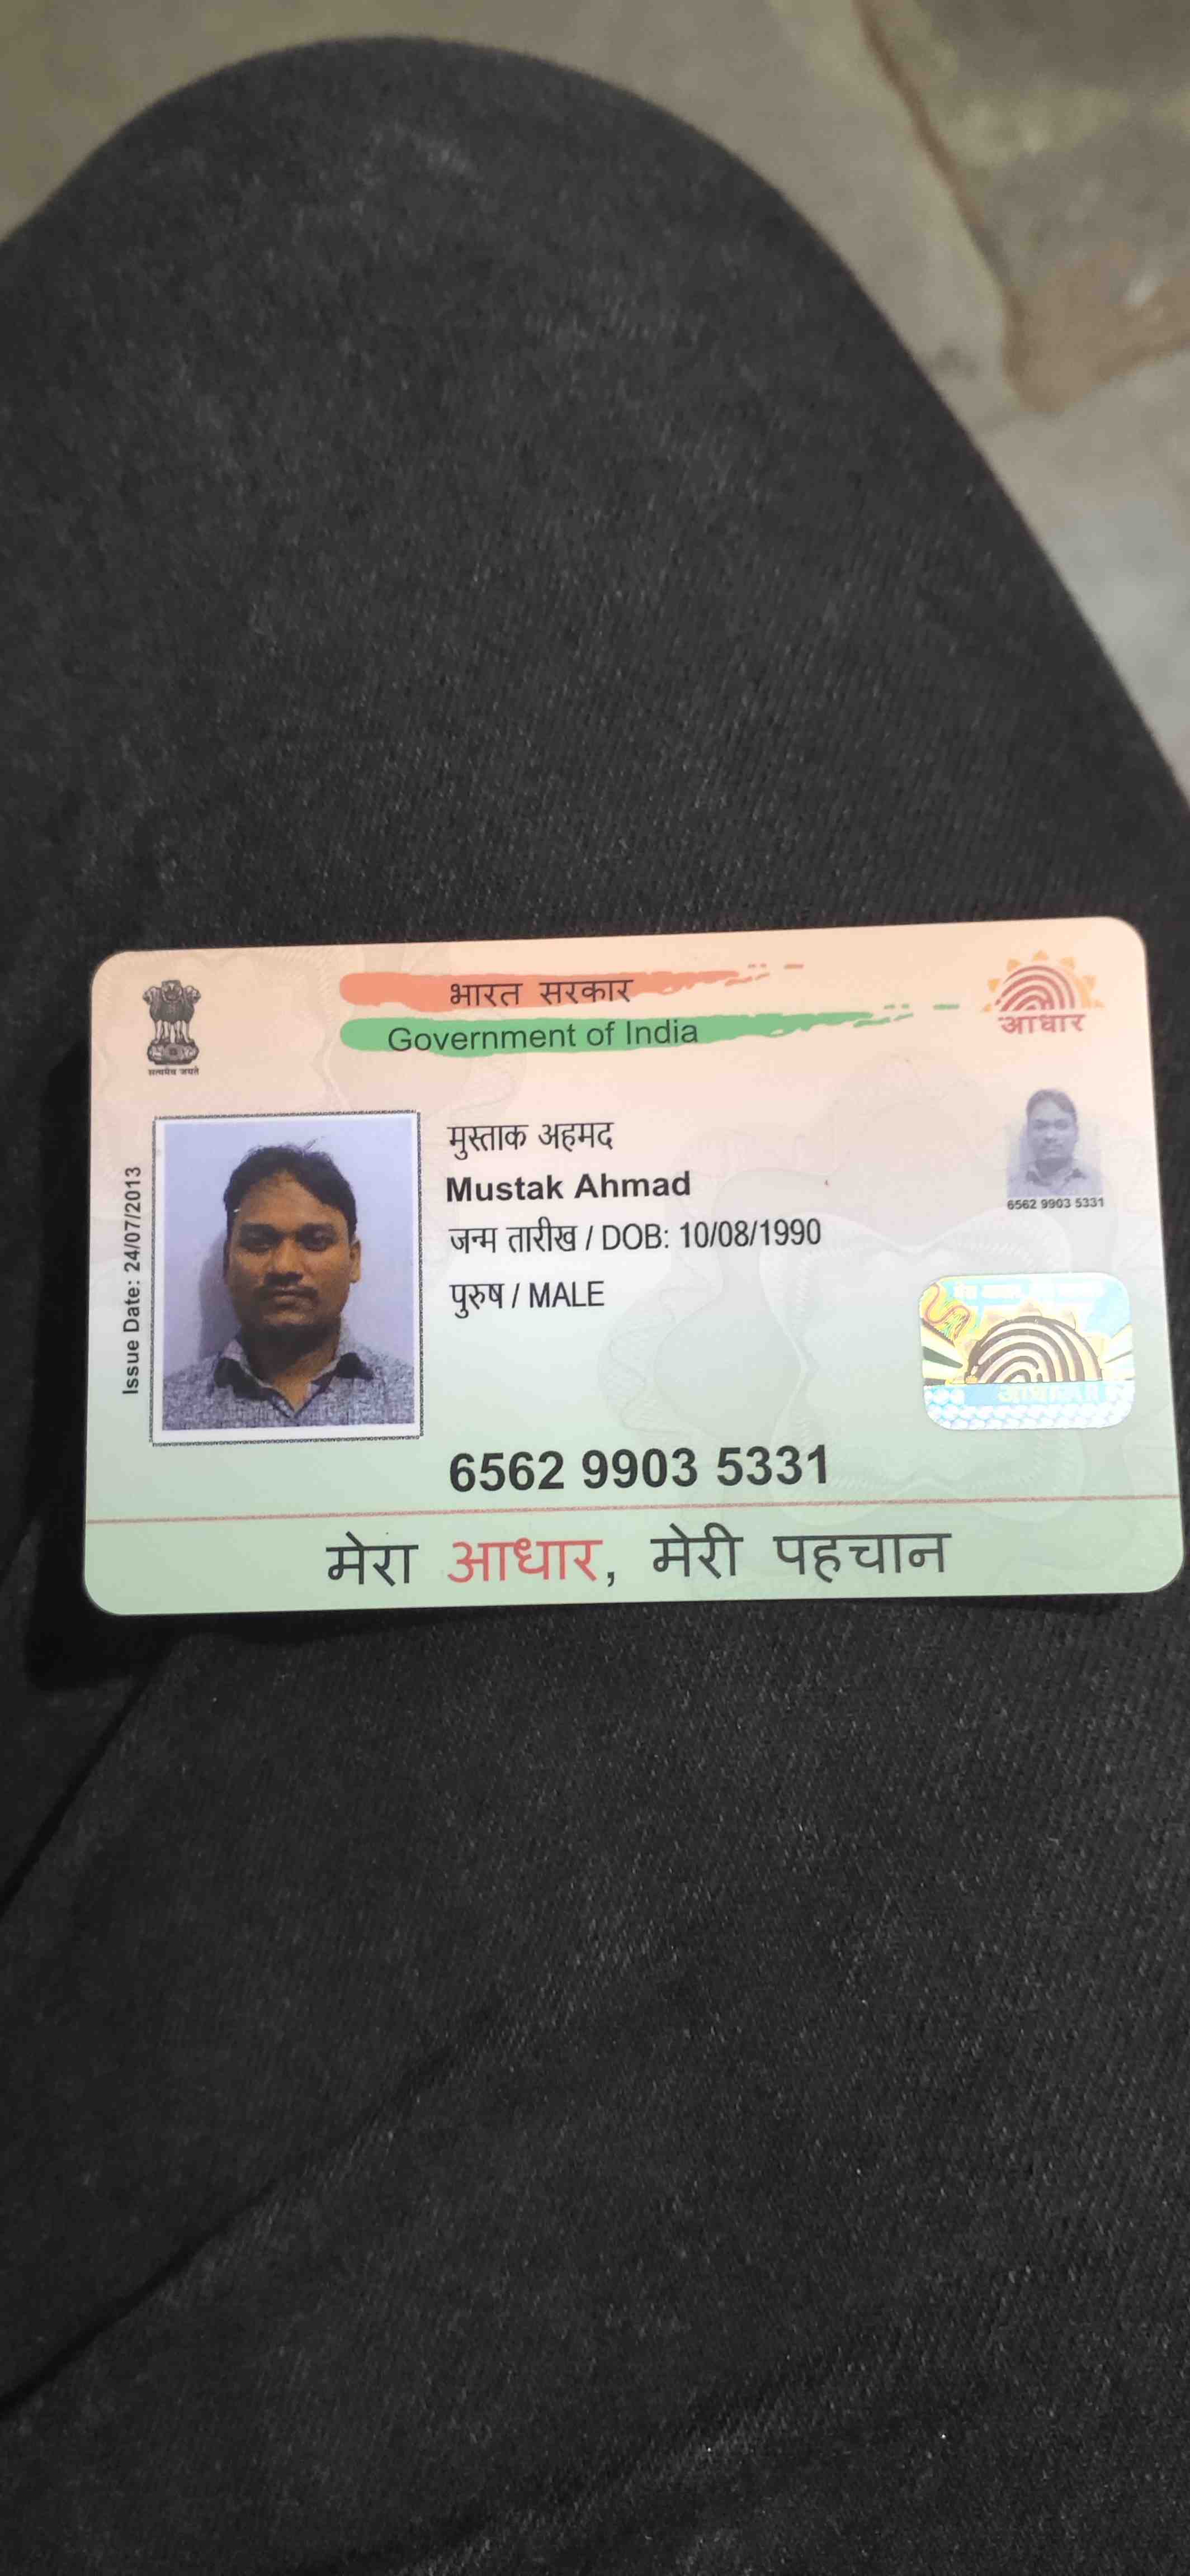 भारत सरकार
Government of India
सत्यमेव जयते
आधार
Issue Date: 24/07/2013
मुस्ताक अहमद
Mustak Ahmad
जन्म तारीख / DOB: 10/08/1990
पुरुष / MALE
6562 9903 5331
6562 9903 5331
मेरा आधार, मेरी पहचान